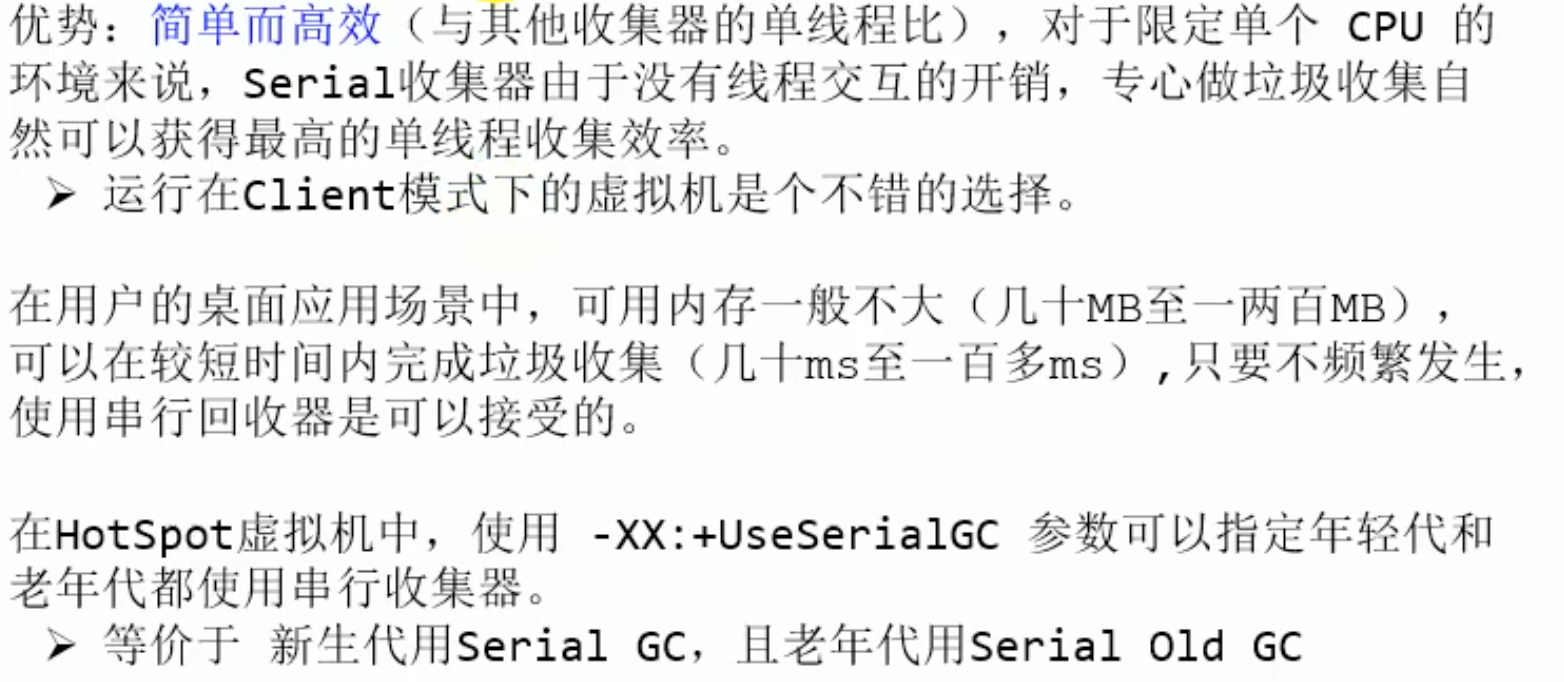 优势：简单而高效（与其他收集器的单线程比），对于限定单个 CPU 的
环境来说，Serial收集器由于没有线程交互的开销，专心做垃圾收集自
然可以获得最高的单线程收集效率。
➢ 运行在Client模式下的虚拟机是个不错的选择。
在用户的桌面应用场景中，可用内存一般不大（几十MB至一两百MB），
可以在较短时间内完成垃圾收集（几十ms至一百多ms）,只要不频繁发生，
使用串行回收器是可以接受的。
在HotSpot虚拟机中，使用 -XX:+UseSerialGC 参数可以指定年轻代和
老年代都使用串行收集器。
➢ 等价于 新生代用Serial GC，且老年代用Serial Old GC